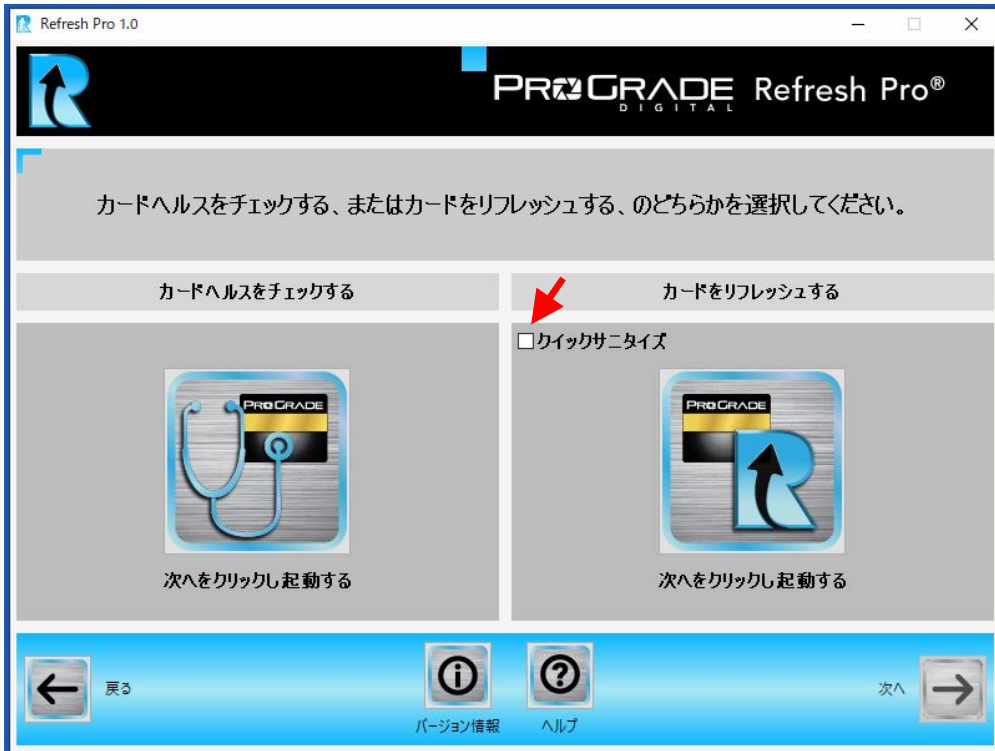 Refresh Pro 1.0
PROGRADE Refresh Pro®
DIGITAL
カードヘルスをチェックする、またはカードをリフレッシュする、のどちらかを選択してください。
カードヘルスをチェックする
カードをリフレッシュする
クイックサニタイズ
PROGRADE
PROGRADE
次へをクリックし起動する
次へをクリックし起動する
戻る
バージョン情報
ヘルプ
次へ